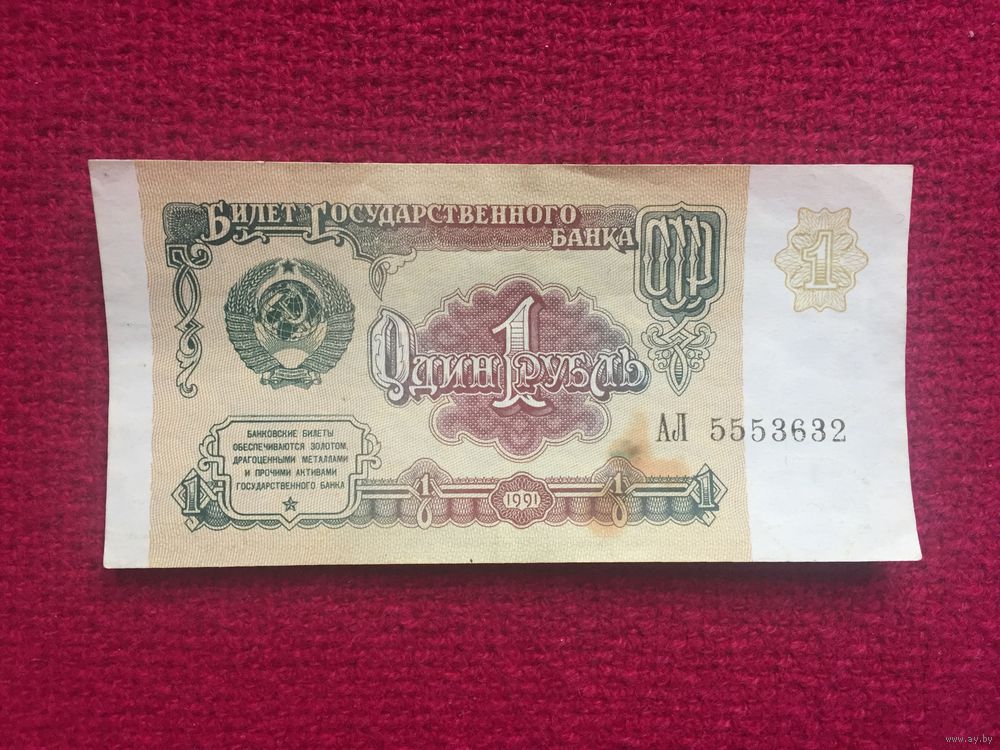 Билет Государственного
Банка
СССР
1
1
Один рубль
АЛ 5553632
БАНКОВСКИЕ БИЛЕТЫ
ОБЕСПЕЧИВАЮТСЯ ЗОЛОТОМ,
ДРАГОЦЕННЫМИ МЕТАЛЛАМИ
И ПРОЧИМИ АКТИВАМИ
ГОСУДАРСТВЕННОГО БАНКА
1 1 1991 1 1
www.ay.by